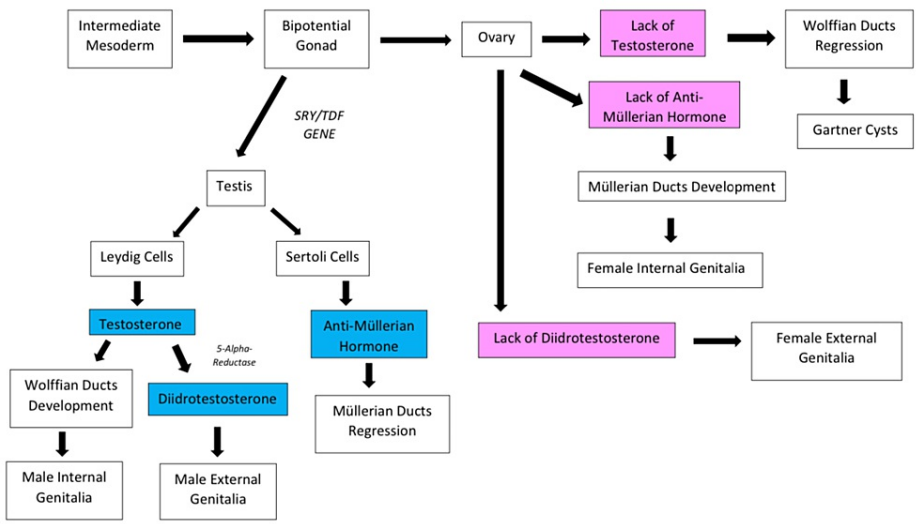 Intermediate
Mesoderm
Bipotential
Gonad
Ovary
Lack of
Testosterone
Wolffian Ducts
Regression
Gartner Cysts
Lack of Anti-
Müllerian Hormone
Müllerian Ducts Development
Female Internal Genitalia
Lack of Diidrotestosterone
Female External
Genitalia
SRY/TDF
GENE
Testis
Leydig Cells
Sertoli Cells
Testosterone
Anti-Müllerian
Hormone
5-Alpha-
Reductase
Wolffian Ducts
Development
Diidrotestosterone
Müllerian Ducts
Regression
Male Internal
Genitalia
Male External
Genitalia